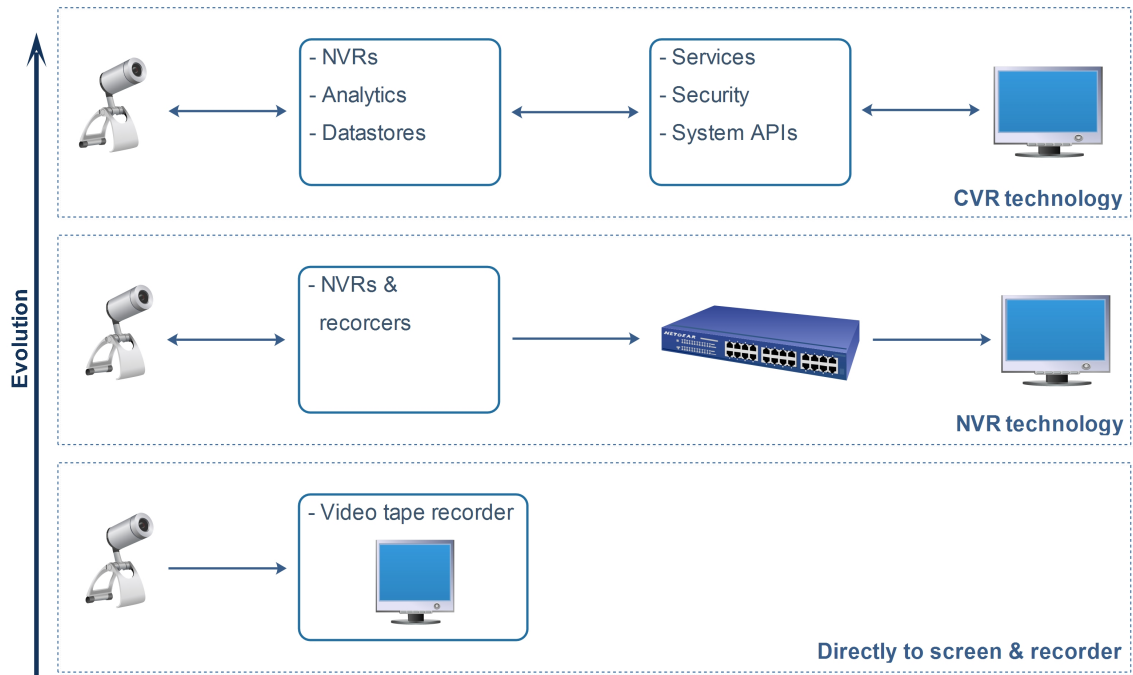 - NVRs
- Analytics
- Datastores
- Services
- Security
- System APIs
CVR technology
Evolution
- NVRs &
recorcers
NETGEAR
NVR technology
- Video tape recorder
Directly to screen & recorder